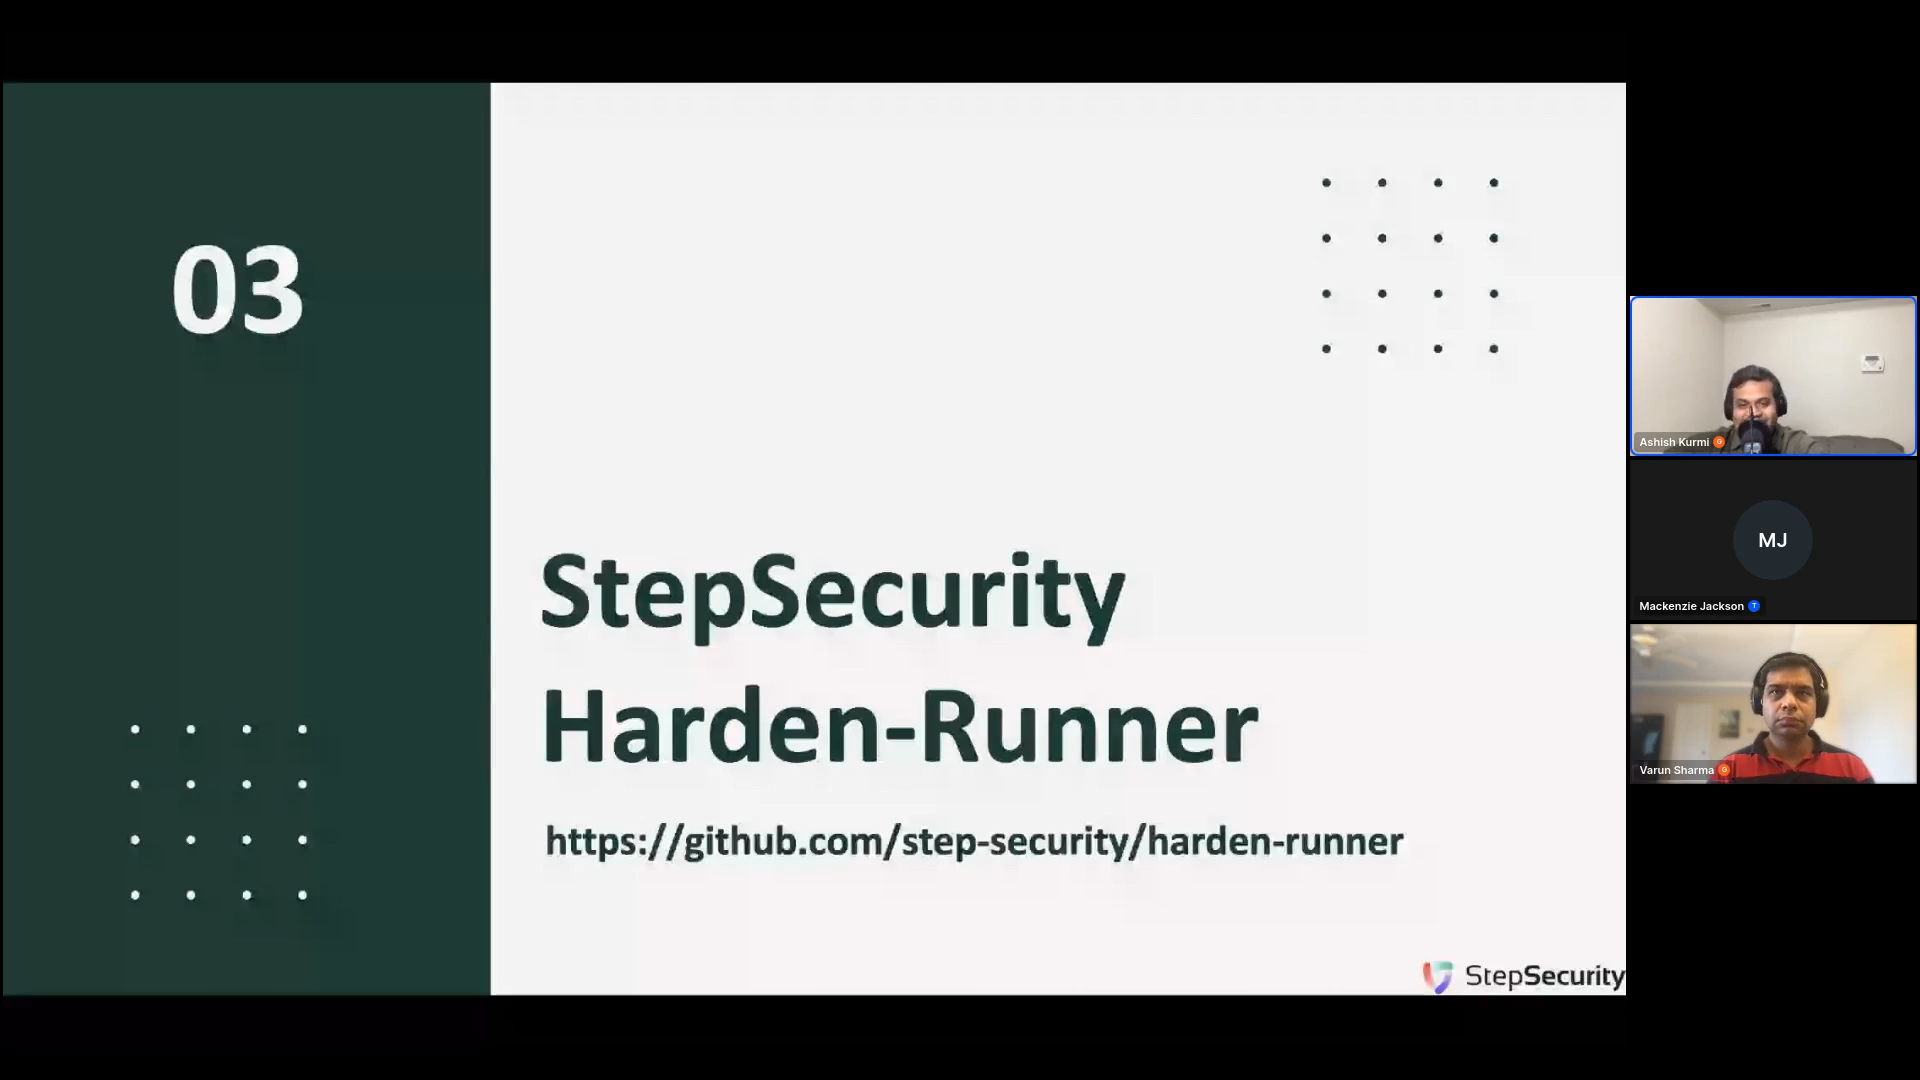 03
StepSecurity
Harden-Runner
https://github.com/step-security/harden-runner
StepSecurity
Ashish Kurmi G
MJ
Mackenzie Jackson T
Varun Sharma G